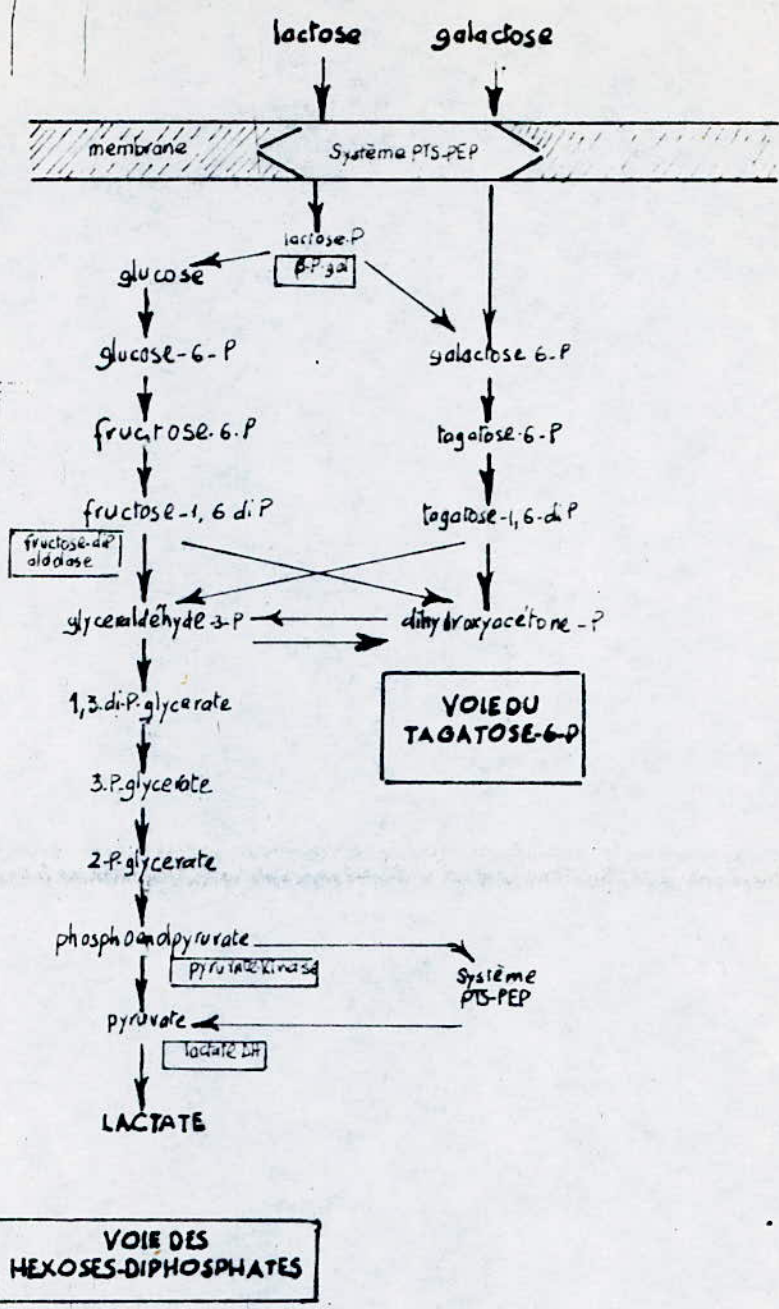 lactose galactose
membrane Système PTS-PEP
lactose-P
β-P-gal
glucose
glucose-6-P galactose 6-P
fructose-6-P tagatose-6-P
fructose-1,6 diP tagatose-1,6-diP
fructose-diP
aldolase
glyceraldéhyde-3-P dihydroxyacétone-P
1,3-di-P-glycerate
VOIE DU
TAGATOSE-6-P
3.P.glycerate
2-P.glycerate
phosphoenolpyruvate
pyruvate kinase
Système
PTS-PEP
pyruvate
lactate DH
LACTATE
VOIE DES
HEXOSES-DIPHOSPHATES